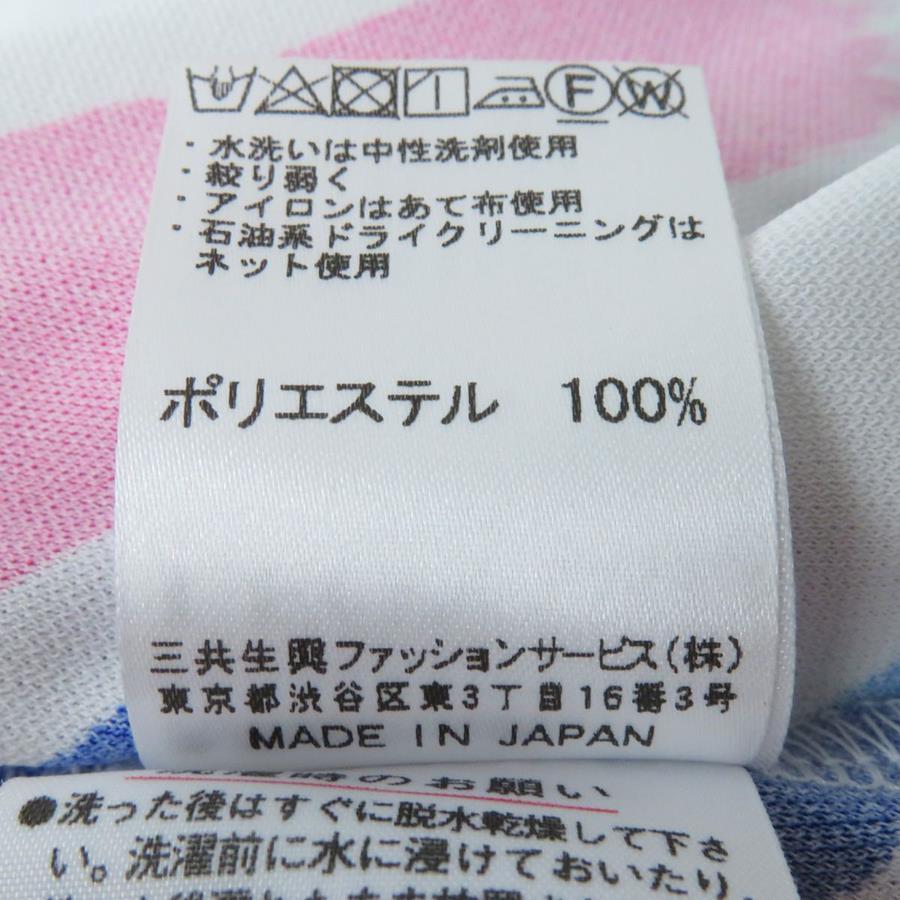 F W
・水洗いは中性洗剤使用
・絞り弱く
・アイロンはあて布使用
・石油系ドライクリーニングは
ネット使用
ポリエステル 100%
三共生興ファッションサービス(株)
東京都渋谷区東3丁目16番3号
MADE IN JAPAN
時のお願い
●洗った後はすぐに脱水乾燥して下さ
い。洗濯前に水に浸けておいたり